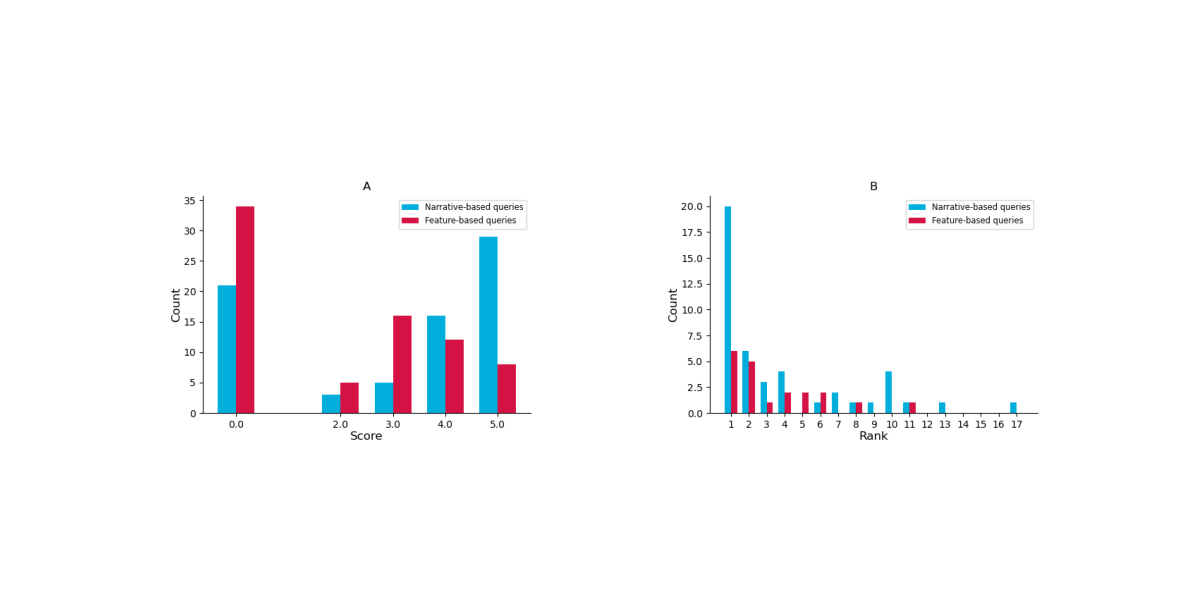 A
35
30
25
20
15
10
5
0
Count
Narrative-based queries
Feature-based queries
0.0 2.0 3.0 4.0 5.0
Score
B
20.0
17.5
15.0
12.5
10.0
7.5
5.0
2.5
0.0
Count
Narrative-based queries
Feature-based queries
1 2 3 4 5 6 7 8 9 10 11 12 13 14 15 16 17
Rank